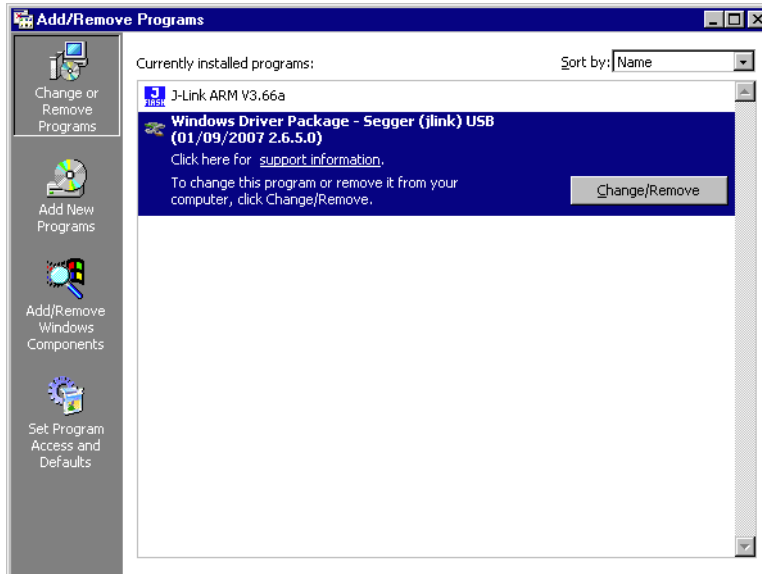 Add/Remove Programs
Change or
Remove
Programs
Add New
Programs
Add/Remove
Windows
Components
Set Program
Access and
Defaults
Currently installed programs:
Sort by: Name
J FLASH
J-Link ARM V3.66a
Windows Driver Package - Segger (jlink) USB
(01/09/2007 2.6.5.0)
Click here for support information.
To change this program or remove it from your
computer, click Change/Remove.
Change/Remove